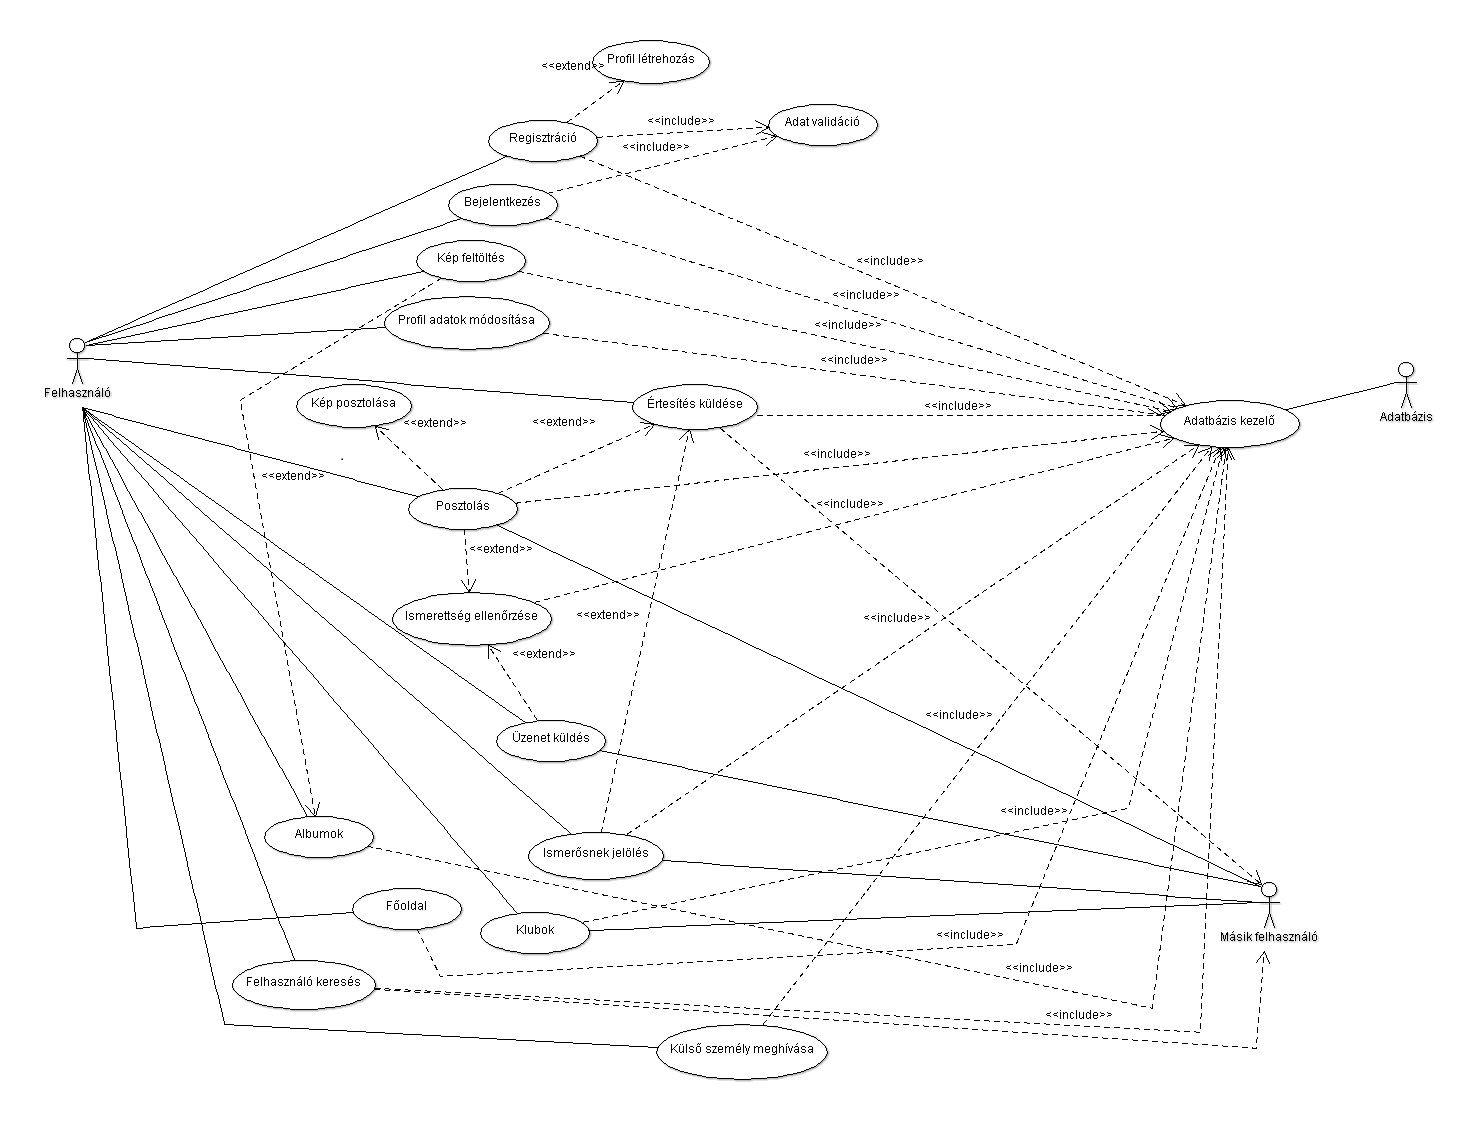 Profil létrehozás
<<extend>>
Adat validáció
<<include>>
Regisztráció
<<include>>
Bejelentkezés
Kép feltöltés
<<include>>
<<include>>
Profil adatok módosítása
<<include>>
<<include>>
Felhasználó
Kép posztolása
Értesítés küldése
<<include>>
Adatbázis
<<extend>>
<<extend>>
Adatbázis kezelő
<<include>>
<<extend>>
Posztolás
<<include>>
<<extend>>
Ismerettség ellenőrzése
<<extend>>
<<include>>
<<extend>>
<<include>>
Üzenet küldés
<<include>>
Albumok
Ismerősnek jelölés
Főoldal
Klubok
<<include>>
Másik felhasználó
<<include>>
Felhasználó keresés
<<include>>
Külső személy meghívása